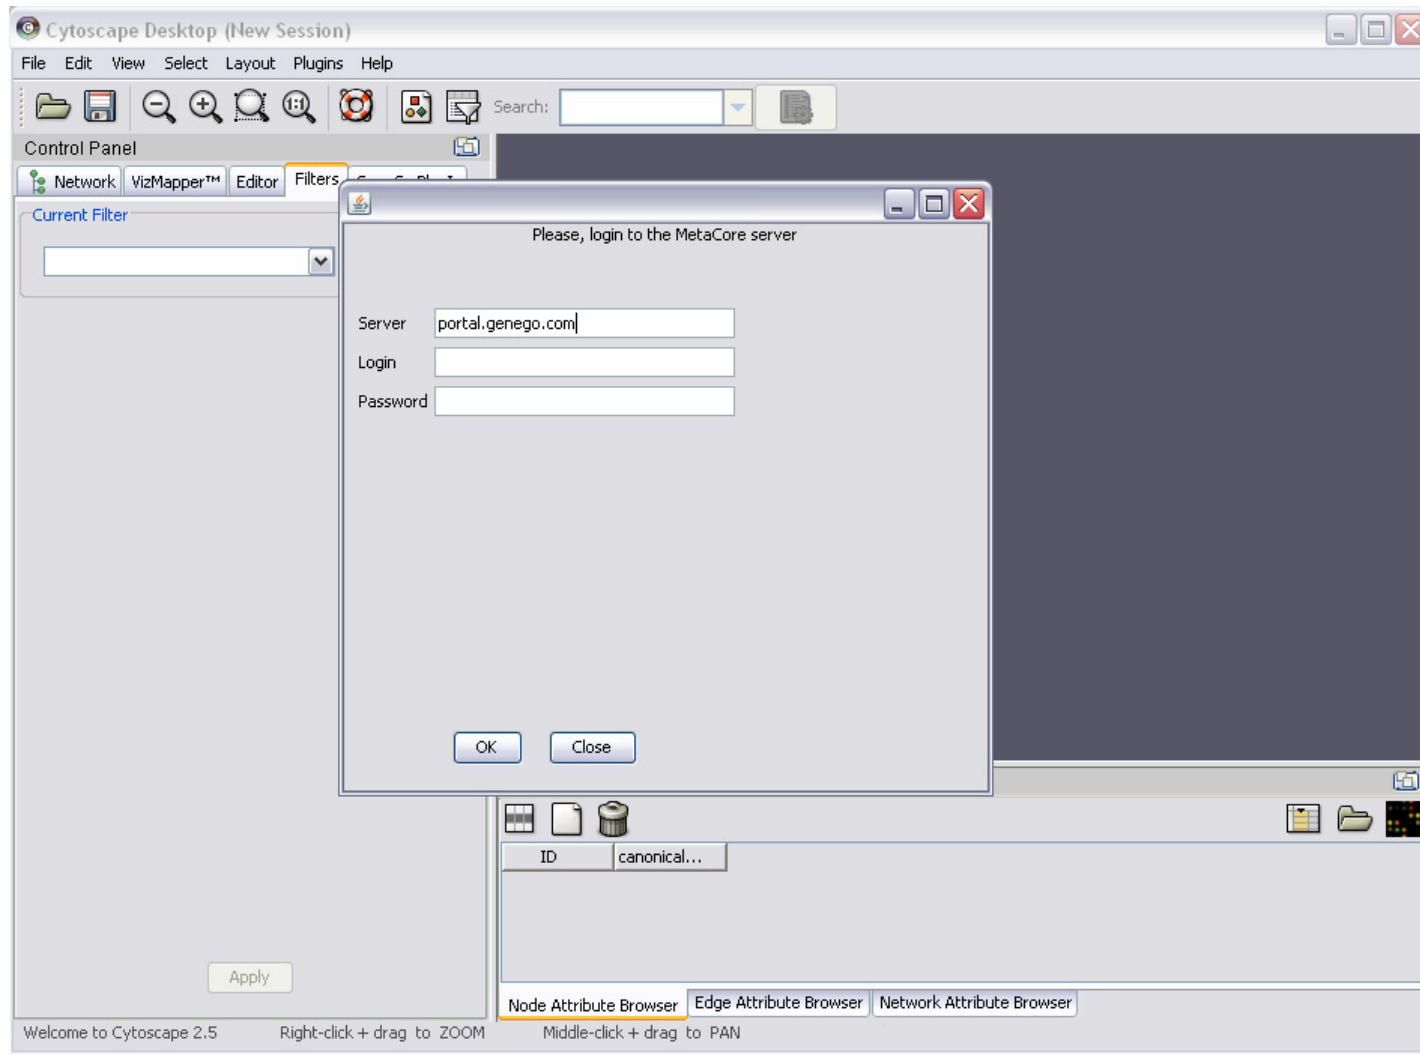 Cytoscape Desktop (New Session)
File Edit View Select Layout Plugins Help
Search:
Control Panel
Network VizMapper™ Editor Filters
Current Filter
Please, login to the MetaCore server
Server portal.genego.com
Login
Password
OK Close
ID canonical...
Apply
Node Attribute Browser Edge Attribute Browser Network Attribute Browser
Welcome to Cytoscape 2.5 Right-click + drag to ZOOM Middle-click + drag to PAN